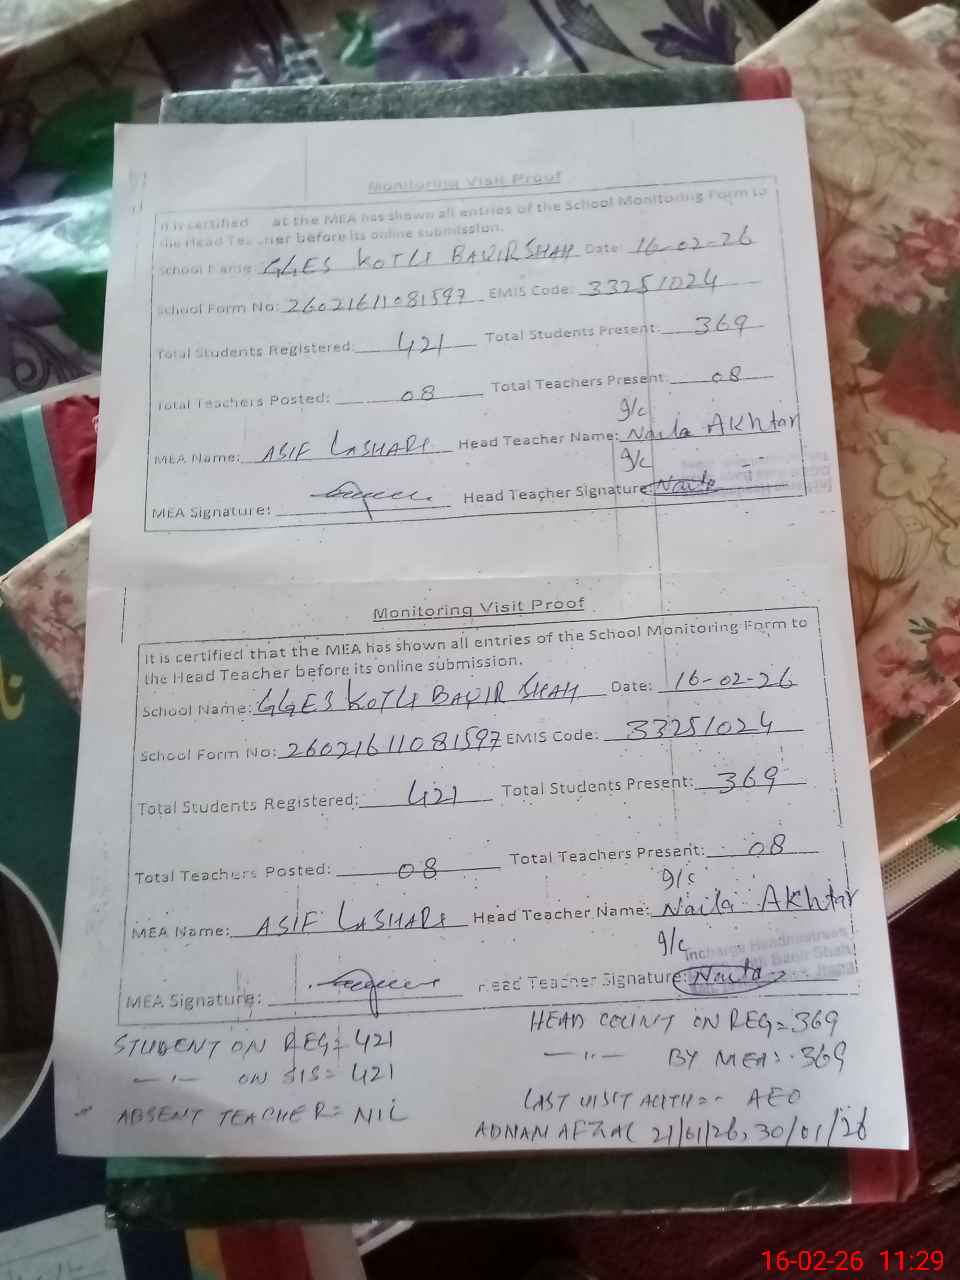 Monitoring Visit Proof
It is certified at the MEA has shown all entries of the School Monitoring Form to
the Head Teacher before its online submission.
School Name: GGES KOTLI BAQIR SHAH Date: 16-02-26
School Form No: 26021611081597 EMIS Code: 33251024
Total Students Registered: 421 Total Students Present: 369
Total Teachers Posted: 08 Total Teachers Present: 08
g/c
MEA Name: ASIF LASHARI Head Teacher Name: Naila Akhtar
g/c
MEA Signature: Head Teacher Signature: Naila
Monitoring Visit Proof
It is certified that the MEA has shown all entries of the School Monitoring Form to
the Head Teacher before its online submission.
School Name: GGES KOTLI BAQIR SHAH Date: 16-02-26
School Form No: 26021611081597 EMIS Code: 33251024
Total Students Registered: 421 Total Students Present: 369
Total Teachers Posted: 08 Total Teachers Present: 08
g/c
MEA Name: ASIF LASHARI Head Teacher Name: Naila Akhtar
g/c
Incharge Headmistress
Baqir Shah
MEA Signature: Head Teacher Signature: Naila
STUDENT ON REG= 421 HEAD COUNT ON REG= 369
—"— ON SIS= 421 —"— BY MEA= 369
ABSENT TEACHER= NIL LAST VISIT AUTH=- AEO
ADNAN AFZAL 21/01/26, 30/01/26
16-02-26 11:29